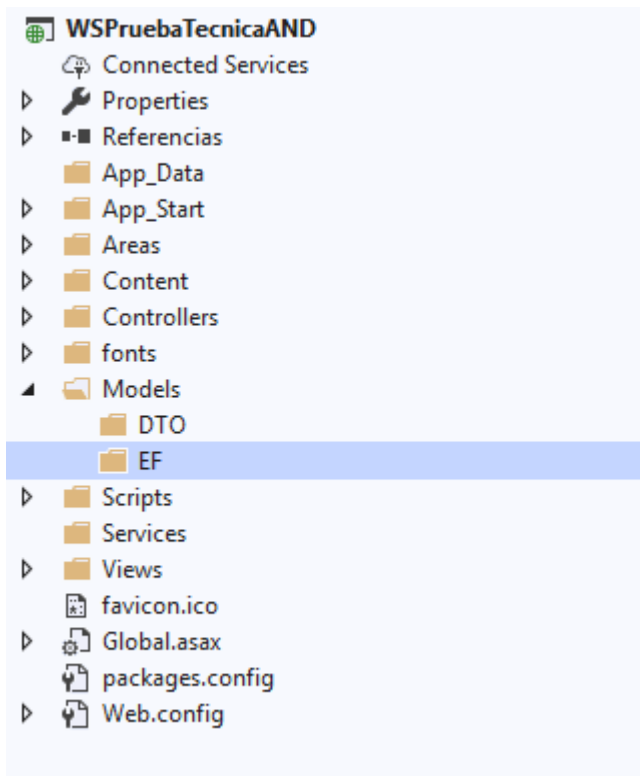 WSPruebaTecnicaAND
Connected Services
Properties
Referencias
App_Data
App_Start
Areas
Content
Controllers
fonts
Models
DTO
EF
Scripts
Services
Views
favicon.ico
Global.asax
packages.config
Web.config